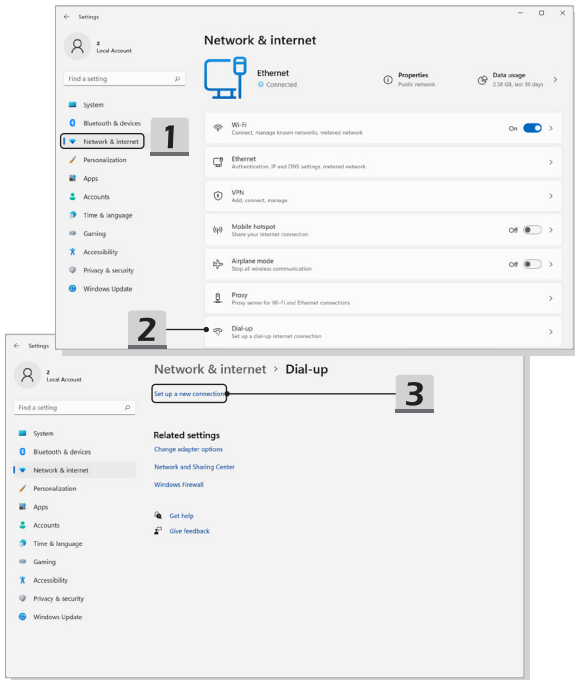 Settings
z
Local Account
Find a setting
System
Bluetooth & devices
Network & internet
Personalization
Apps
Accounts
Time & language
Gaming
Accessibility
Privacy & security
Windows Update
1
Network & internet
Ethernet
Connected
Properties
Public network
Data usage
2.58 GB, last 30 days
Wi-Fi
Connect, manage known networks, metered network
On
Ethernet
Authentication, IP and DNS settings, metered network
VPN
Add, connect, manage
Mobile hotspot
Share your internet connection
Off
Airplane mode
Stop all wireless communication
Off
Proxy
Proxy server for Wi-Fi and Ethernet connections
Dial-up
Set up a dial-up internet connection
2
Settings
z
Local Account
Find a setting
System
Bluetooth & devices
Network & internet
Personalization
Apps
Accounts
Time & language
Gaming
Accessibility
Privacy & security
Windows Update
Network & internet > Dial-up
Set up a new connection
3
Related settings
Change adapter options
Network and Sharing Center
Windows Firewall
Get help
Give feedback